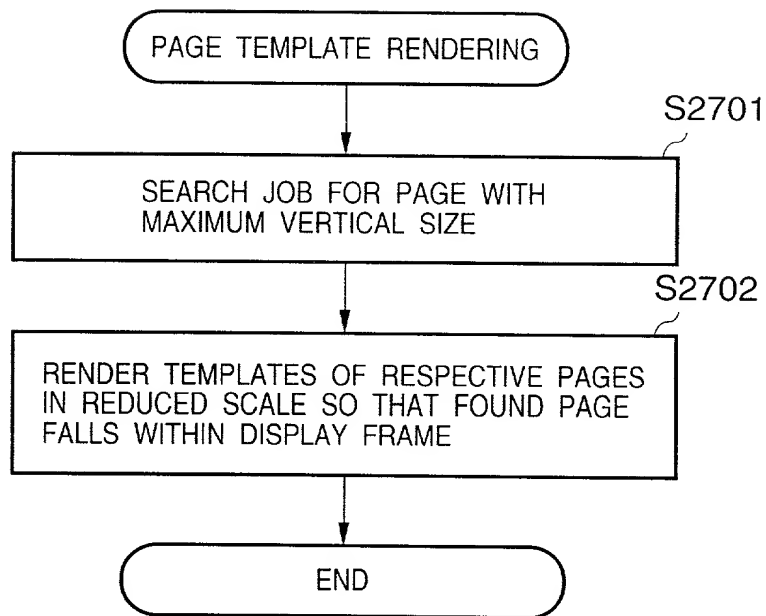 PAGE TEMPLATE RENDERING
S2701
SEARCH JOB FOR PAGE WITH
MAXIMUM VERTICAL SIZE
S2702
RENDER TEMPLATES OF RESPECTIVE PAGES
IN REDUCED SCALE SO THAT FOUND PAGE
FALLS WITHIN DISPLAY FRAME
END